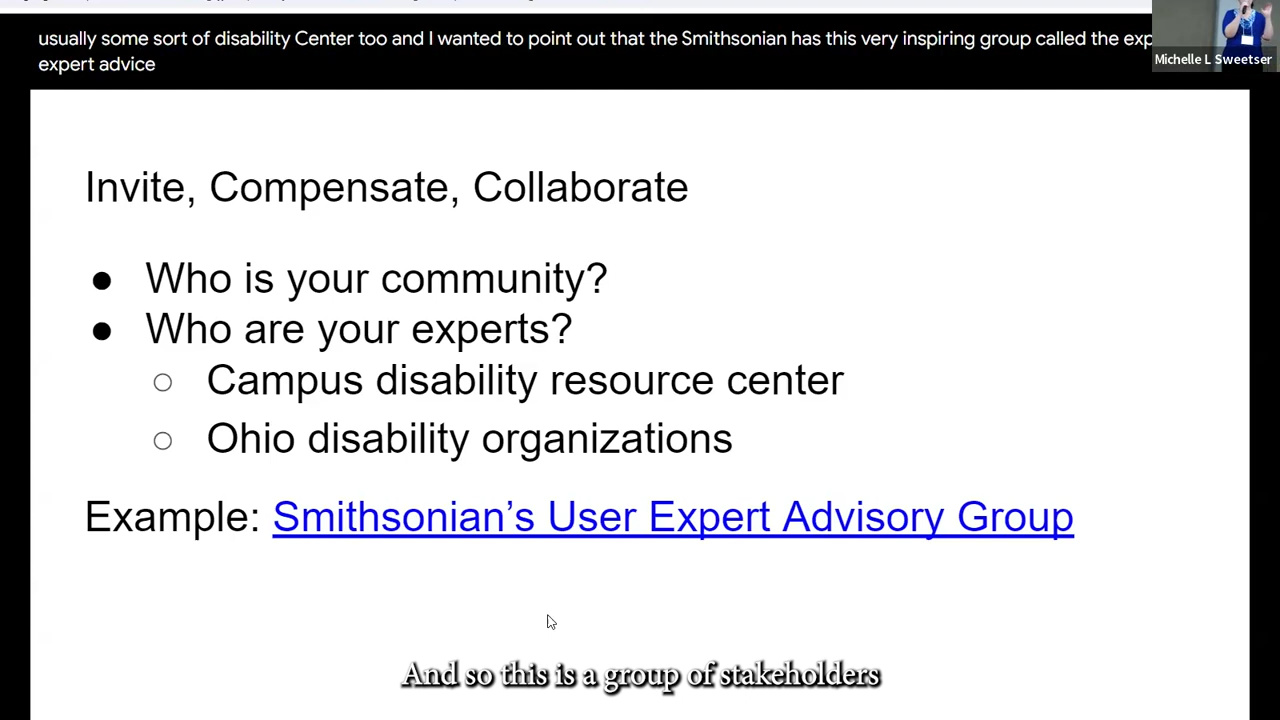 usually some sort of disability Center too and I wanted to point out that the Smithsonian has this very inspiring group called the
expert advice
Michelle L Sweetser
Invite, Compensate, Collaborate
● Who is your community?
● Who are your experts?
○ Campus disability resource center
○ Ohio disability organizations
Example: Smithsonian’s User Expert Advisory Group
And so this is a group of stakeholders